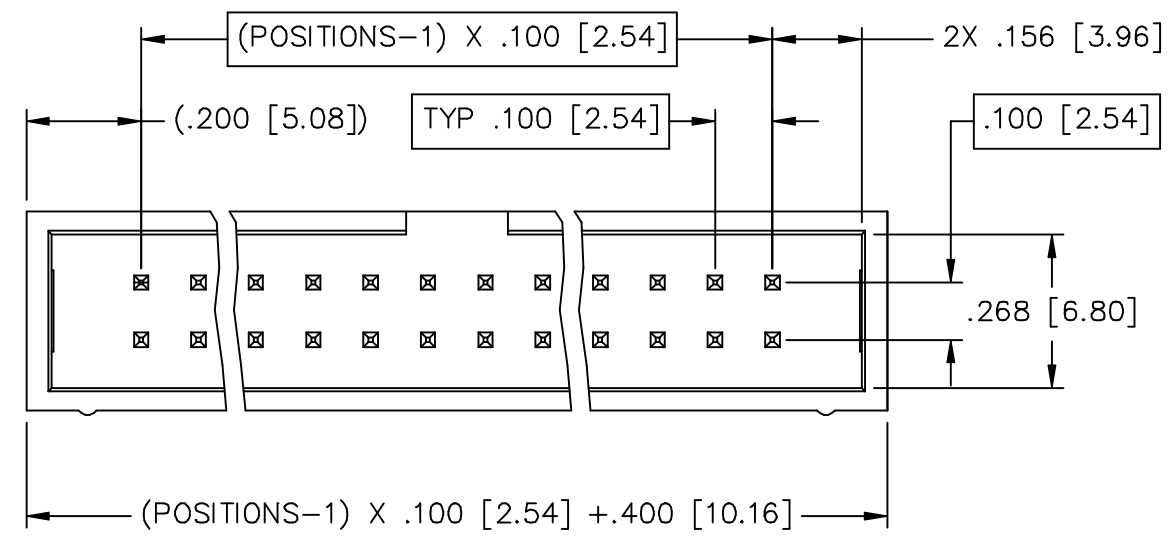 (POSITIONS-1) X .100 [2.54]
2X .156 [3.96]
(.200 [5.08])
TYP .100 [2.54]
.100 [2.54]
.268 [6.80]
(POSITIONS-1) X .100 [2.54] +.400 [10.16]